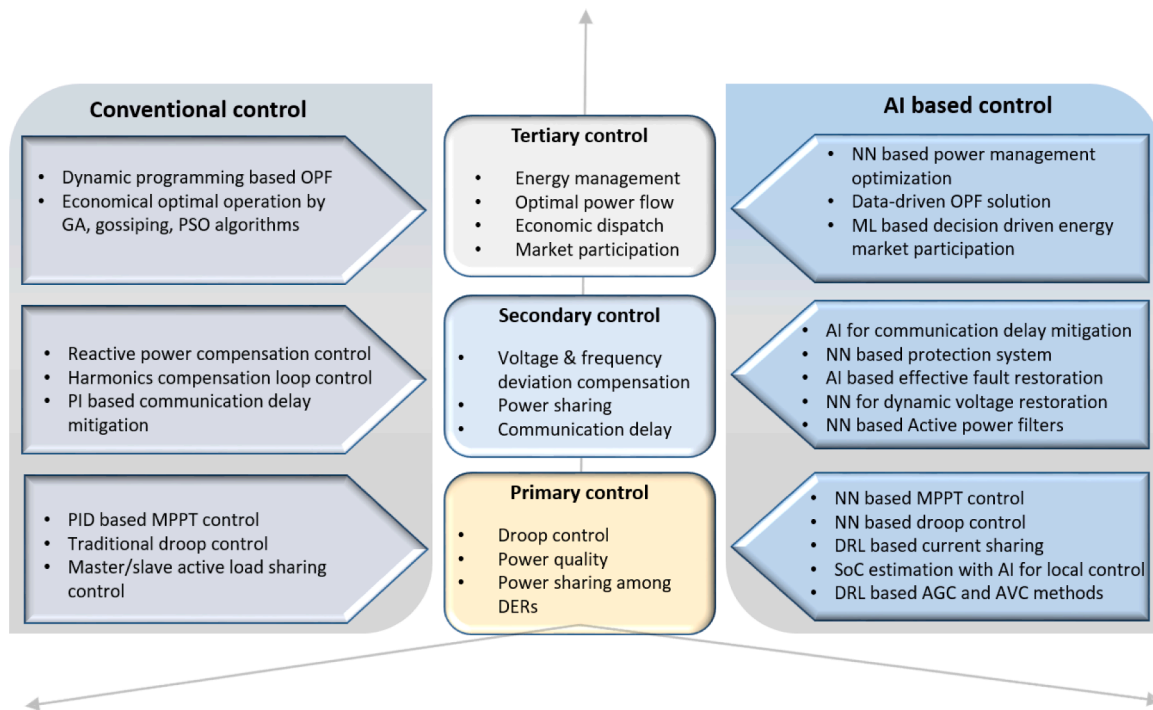 Conventional control
• Dynamic programming based OPF
• Economical optimal operation by
GA, gossiping, PSO algorithms
• Reactive power compensation control
• Harmonics compensation loop control
• PI based communication delay
mitigation
• PID based MPPT control
• Traditional droop control
• Master/slave active load sharing
control
Tertiary control
• Energy management
• Optimal power flow
• Economic dispatch
• Market participation
Secondary control
• Voltage & frequency
deviation compensation
• Power sharing
• Communication delay
Primary control
• Droop control
• Power quality
• Power sharing among
DERs
AI based control
• NN based power management
optimization
• Data-driven OPF solution
• ML based decision driven energy
market participation
• AI for communication delay mitigation
• NN based protection system
• AI based effective fault restoration
• NN for dynamic voltage restoration
• NN based Active power filters
• NN based MPPT control
• NN based droop control
• DRL based current sharing
• SoC estimation with AI for local control
• DRL based AGC and AVC methods